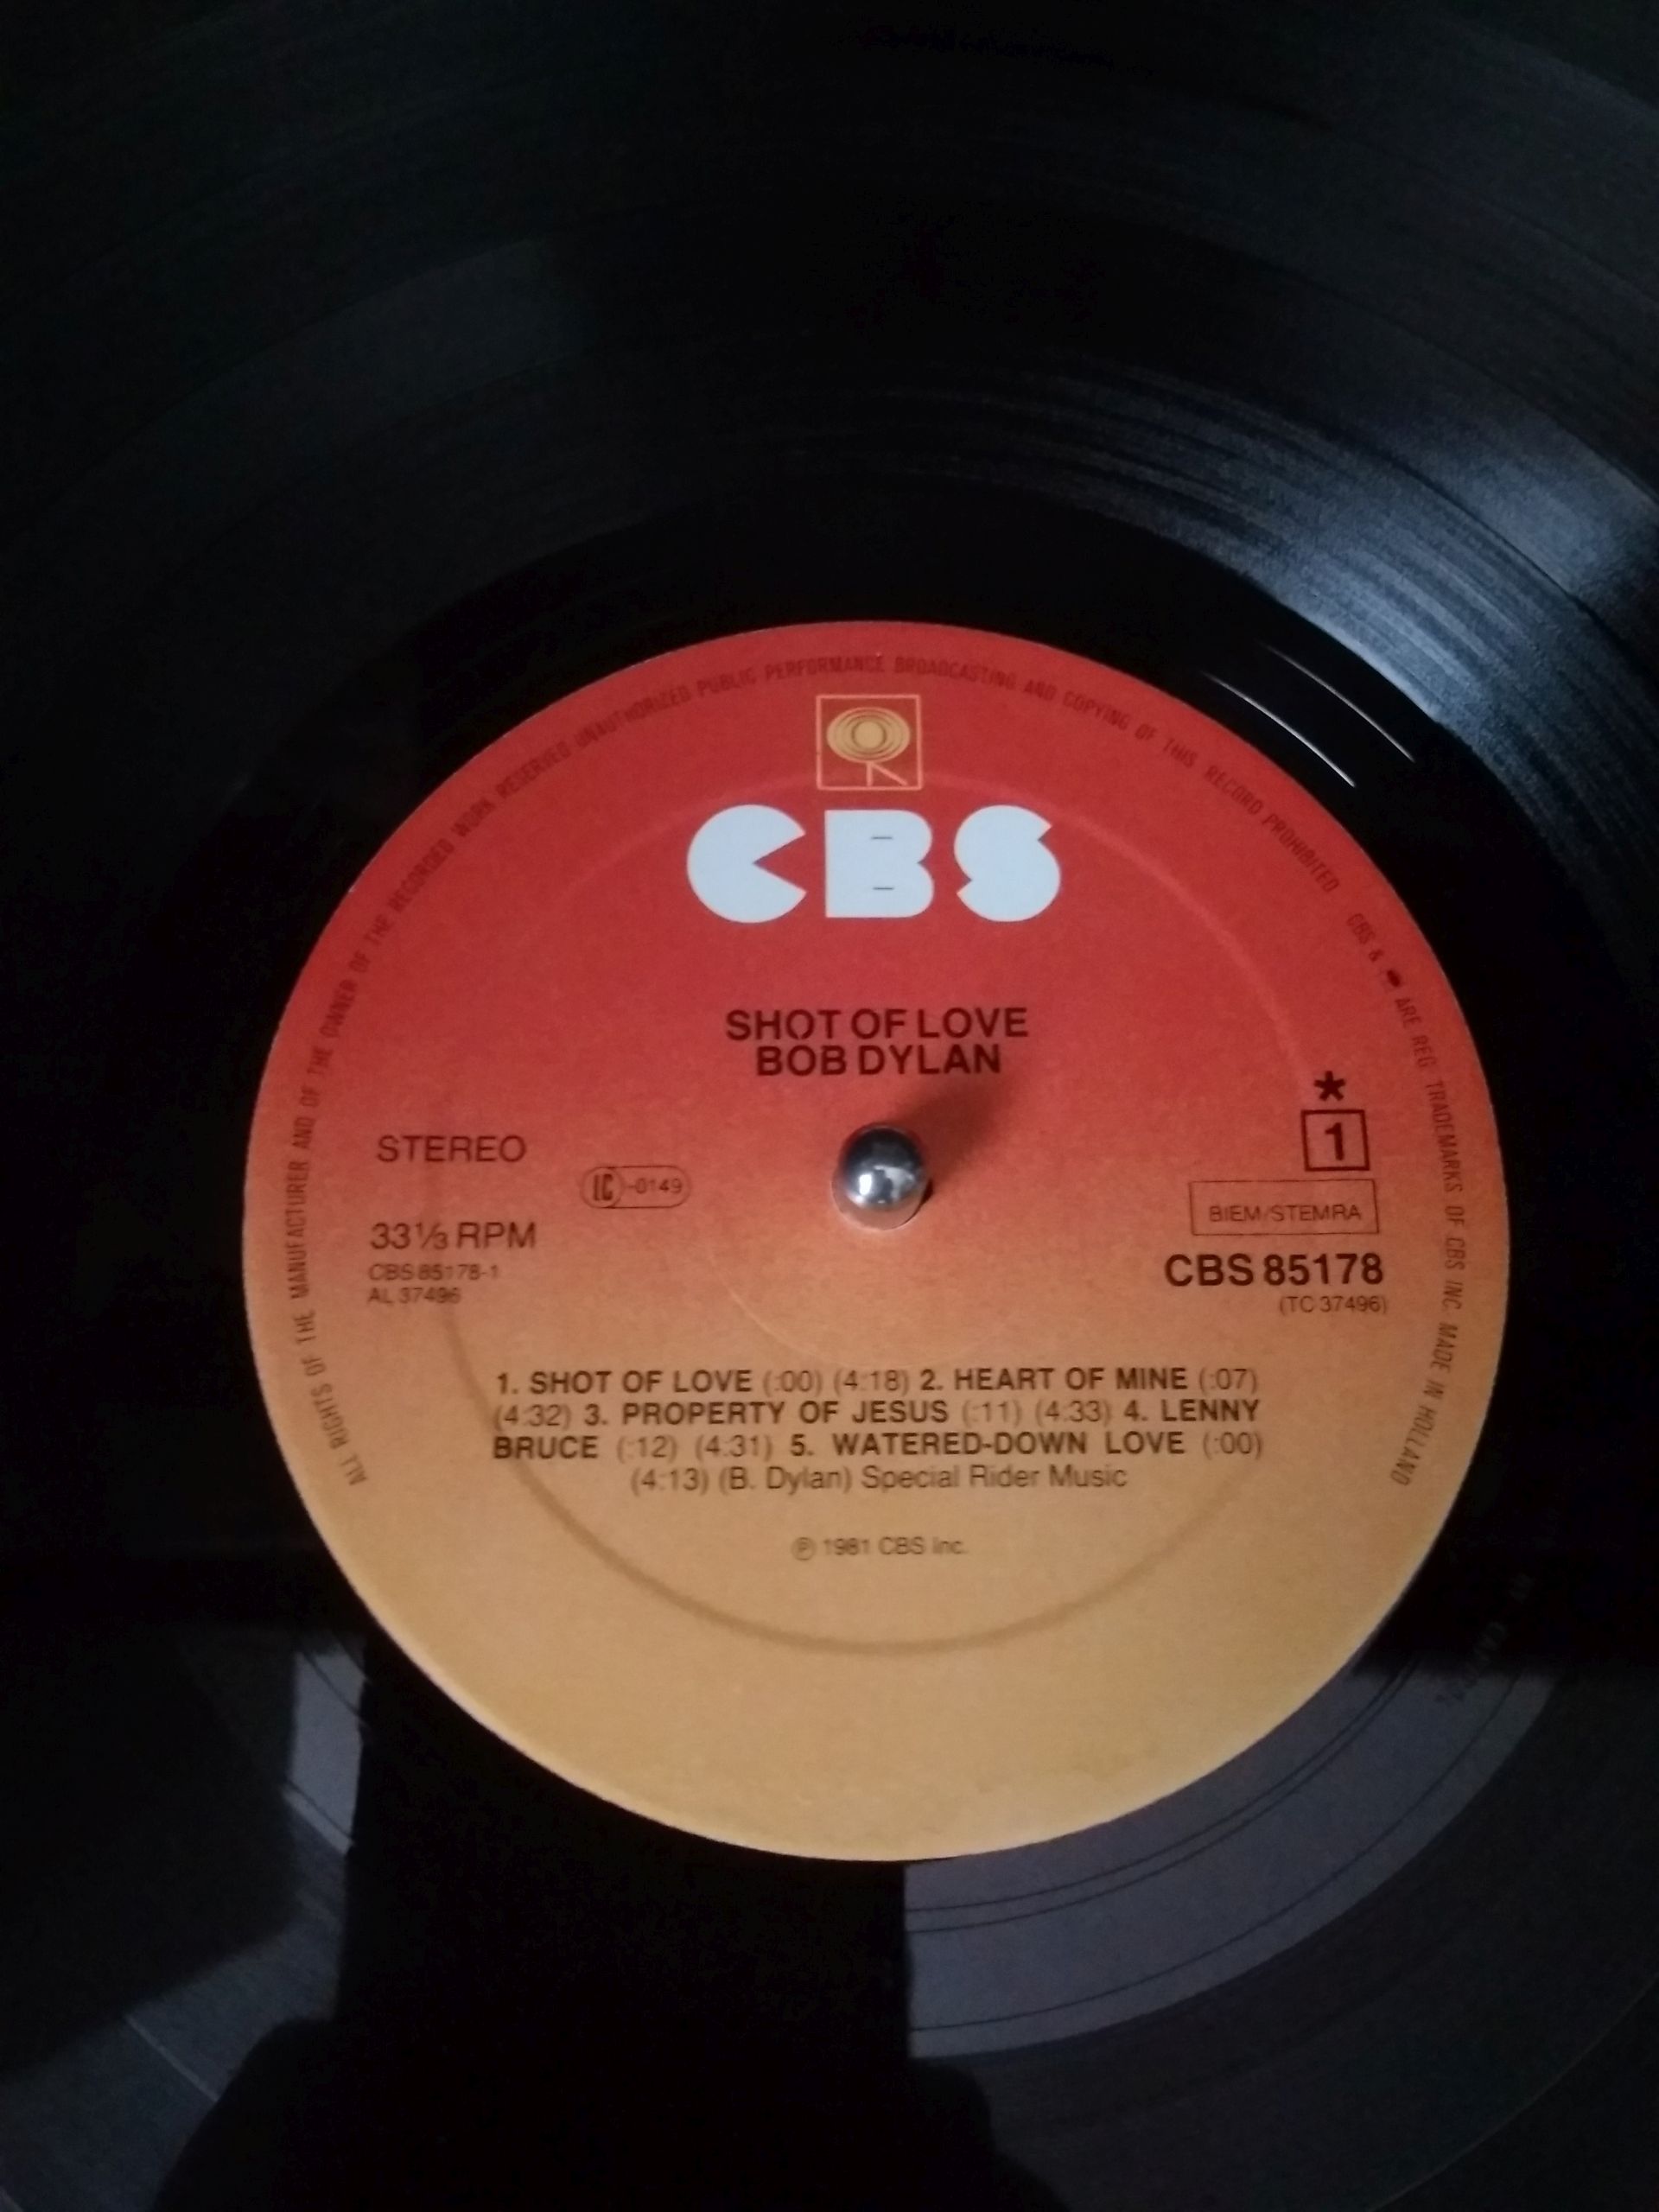 ALL RIGHTS OF THE MANUFACTURER AND OF THE OWNER OF THE RECORDED WORK RESERVED UNAUTHORIZED PUBLIC PERFORMANCE BROADCASTING AND COPYING OF THIS RECORD PROHIBITED CBS & ARE REG. TRADEMARKS OF CBS INC. MADE IN HOLLAND
CBS
SHOT OF LOVE
BOB DYLAN
*
STEREO
1
LC-0149
BIEM/STEMRA
33⅓ RPM
CBS 85178
CBS 85178-1
(TC 37496)
AL 37496
1. SHOT OF LOVE (:00) (4:18) 2. HEART OF MINE (:07)
(4:32) 3. PROPERTY OF JESUS (:11) (4:33) 4. LENNY
BRUCE (:12) (4:31) 5. WATERED-DOWN LOVE (:00)
(4:13) (B. Dylan) Special Rider Music
℗ 1981 CBS Inc.